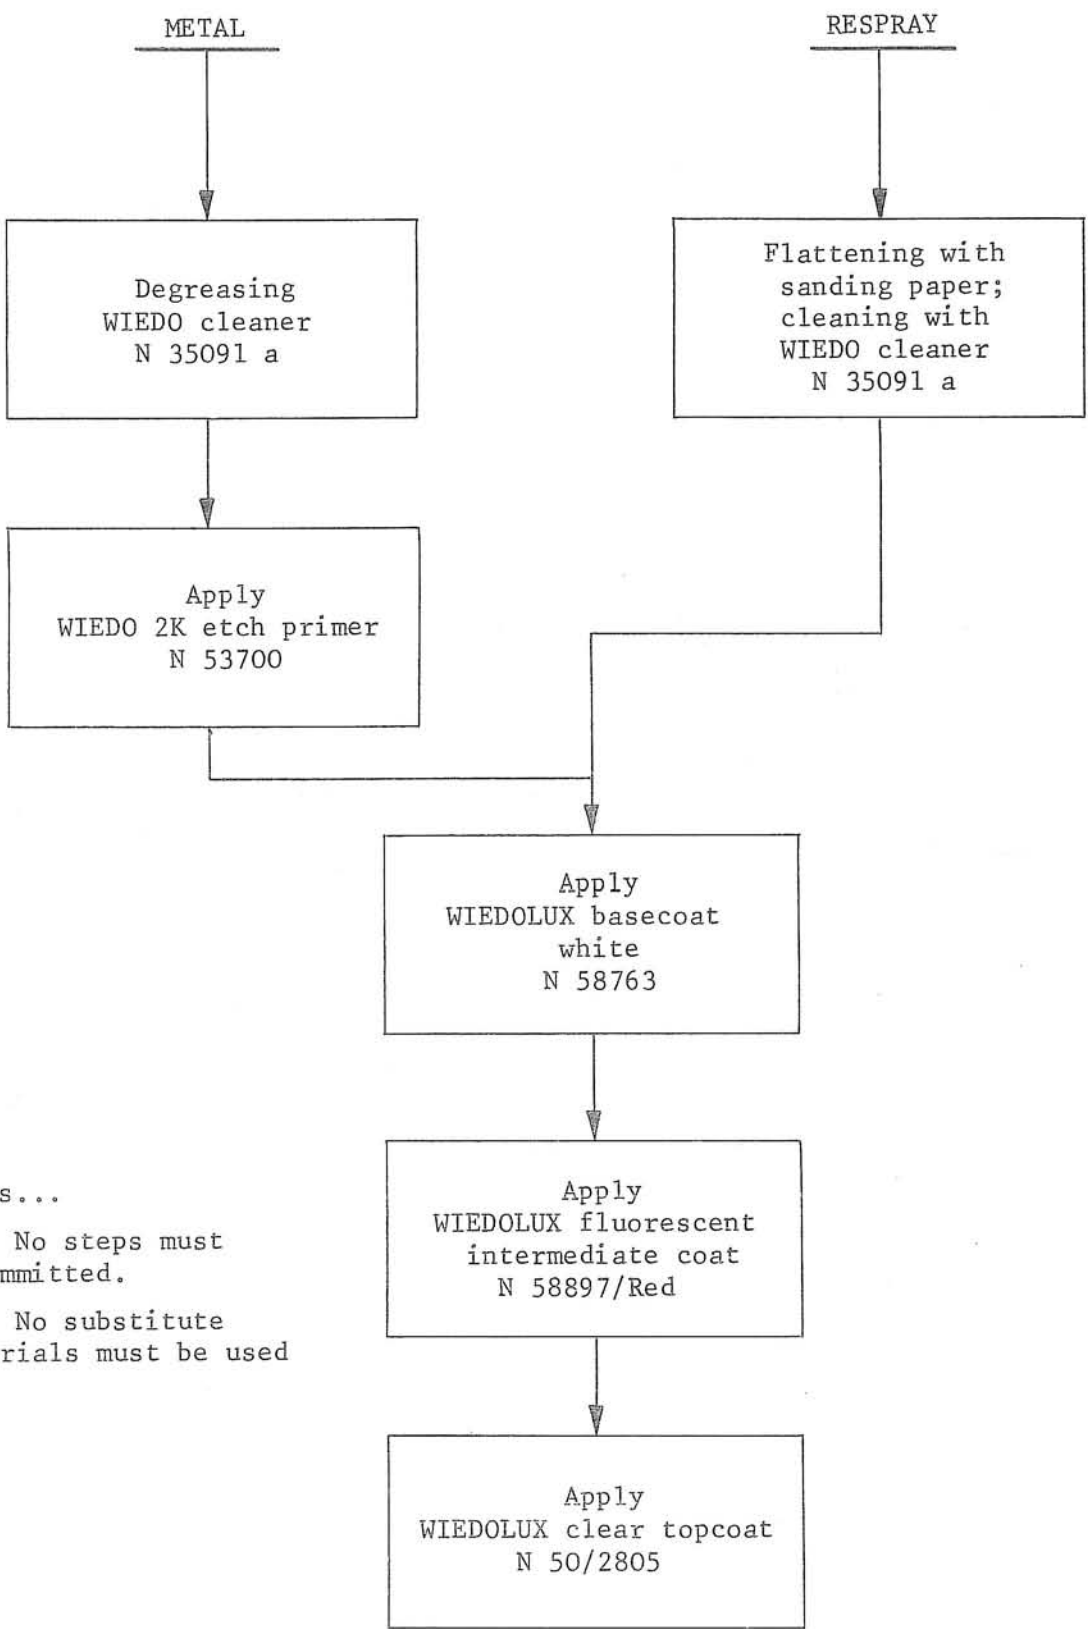 METAL
RESPRAY
Degreasing
WIEDO cleaner
N 35091 a
Flattening with
sanding paper;
cleaning with
WIEDO cleaner
N 35091 a
Apply
WIEDO 2K etch primer
N 53700
Apply
WIEDOLUX basecoat
white
N 58763
Apply
WIEDOLUX fluorescent
intermediate coat
N 58897/Red
s...
No steps must
mmitted.
No substitute
rials must be used
Apply
WIEDOLUX clear topcoat
N 50/2805